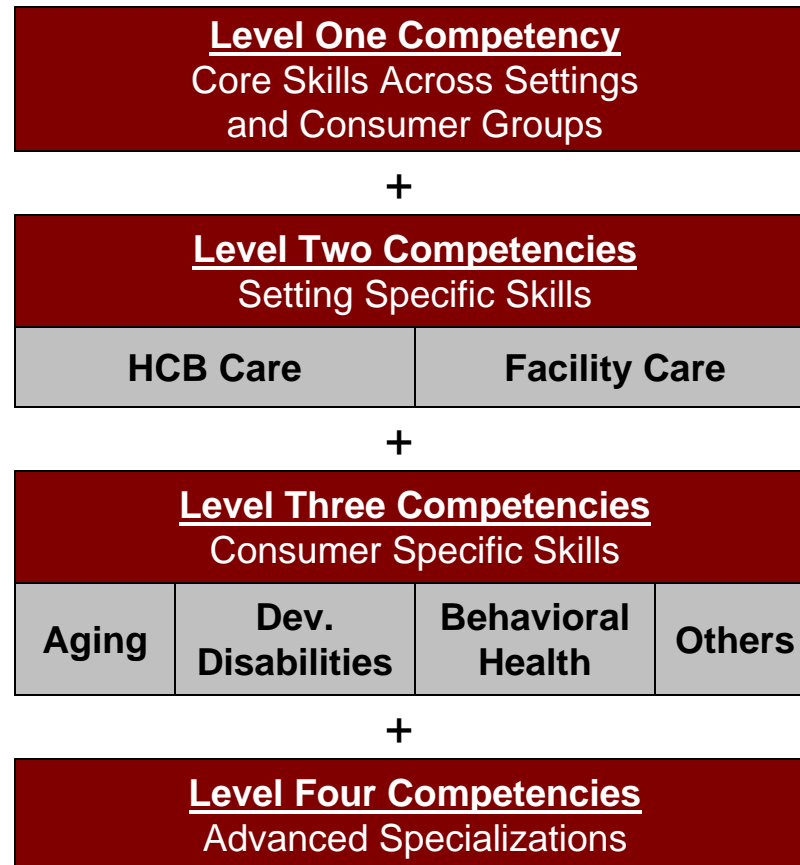 Level One Competency
Core Skills Across Settings
and Consumer Groups
+
Level Two Competencies
Setting Specific Skills
HCB Care
Facility Care
+
Level Three Competencies
Consumer Specific Skills
Aging
Dev.
Disabilities
Behavioral
Health
Others
+
Level Four Competencies
Advanced Specializations